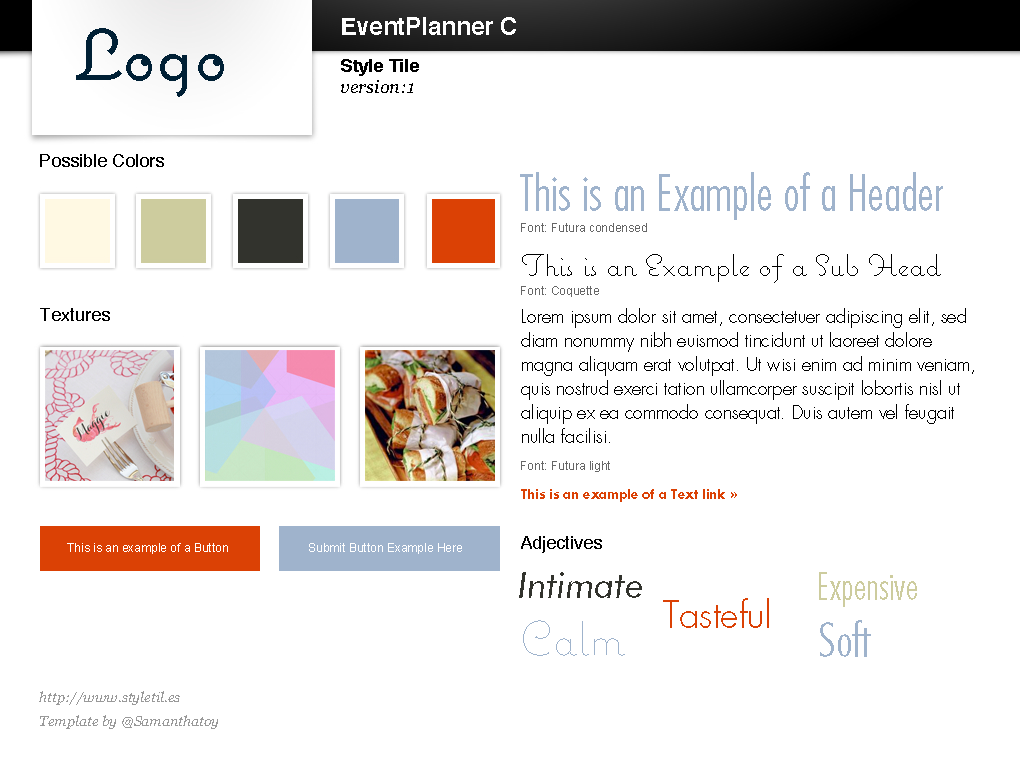 Logo
EventPlanner C
Style Tile
version:1
Possible Colors
Textures
Maggie
This is an example of a Button
Submit Button Example Here
This is an Example of a Header
Font: Futura condensed
This is an Example of a Sub Head
Font: Coquette
Lorem ipsum dolor sit amet, consectetuer adipiscing elit, sed
diam nonummy nibh euismod tincidunt ut laoreet dolore
magna aliquam erat volutpat. Ut wisi enim ad minim veniam,
quis nostrud exerci tation ullamcorper suscipit lobortis nisl ut
aliquip ex ea commodo consequat. Duis autem vel feugait
nulla facilisi.
Font: Futura light
This is an example of a Text link »
Adjectives
Intimate
Tasteful
Expensive
Calm
Soft
http://www.styletil.es
Template by @Samanthatoy